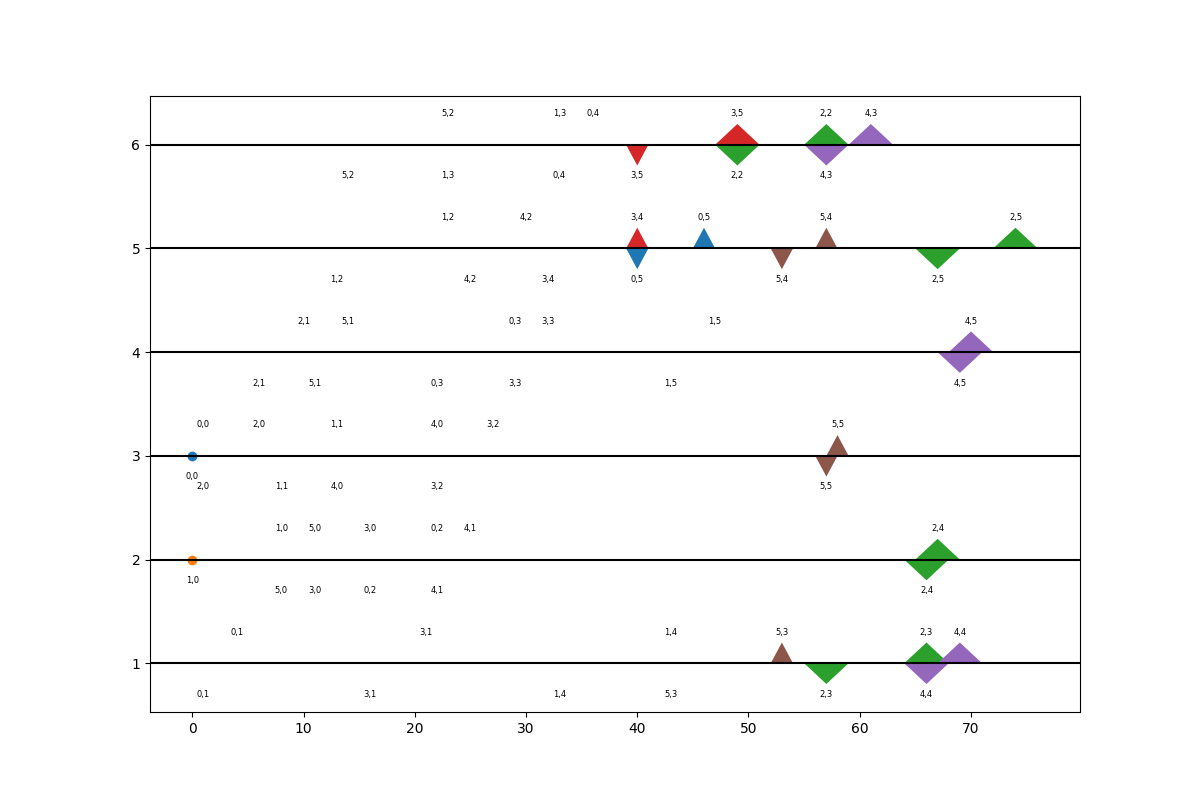 5,2 1,3 0,4 3,5 2,2 4,3
6
5,2 1,3 0,4 3,5 2,2 4,3
1,2 4,2 3,4 0,5 5,4 2,5
5
1,2 4,2 3,4 0,5 5,4 2,5
2,1 5,1 0,3 3,3 1,5 4,5
4
2,1 5,1 0,3 3,3 1,5 4,5
0,0 2,0 1,1 4,0 3,2 5,5
3
0,0
2,0 1,1 4,0 3,2 5,5
1,0 5,0 3,0 0,2 4,1 2,4
2
1,0
5,0 3,0 0,2 4,1 2,4
0,1 3,1 1,4 5,3 2,3 4,4
1
0,1 3,1 1,4 5,3 2,3 4,4
0 10 20 30 40 50 60 70